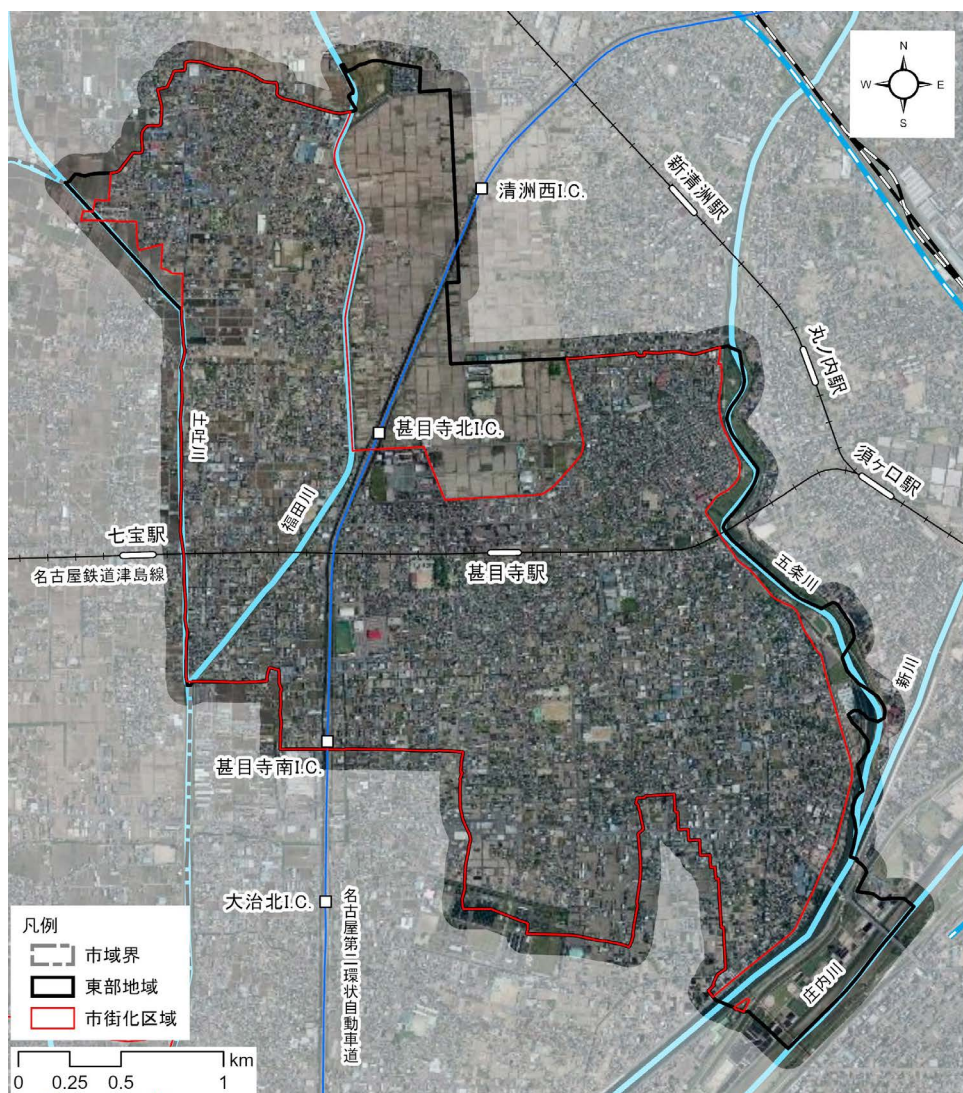 N
W E
S
清洲西I.C.
新清洲駅
丸ノ内駅
須ケ口駅
甚目寺北I.C.
土吐川
福田川
七宝駅
名古屋鉄道津島線
甚目寺駅
五条川
新川
甚目寺南I.C.
大治北I.C.
名古屋第二環状自動車道
庄内川
凡例
市域界
東部地域
市街化区域
km
0 0.25 0.5 1